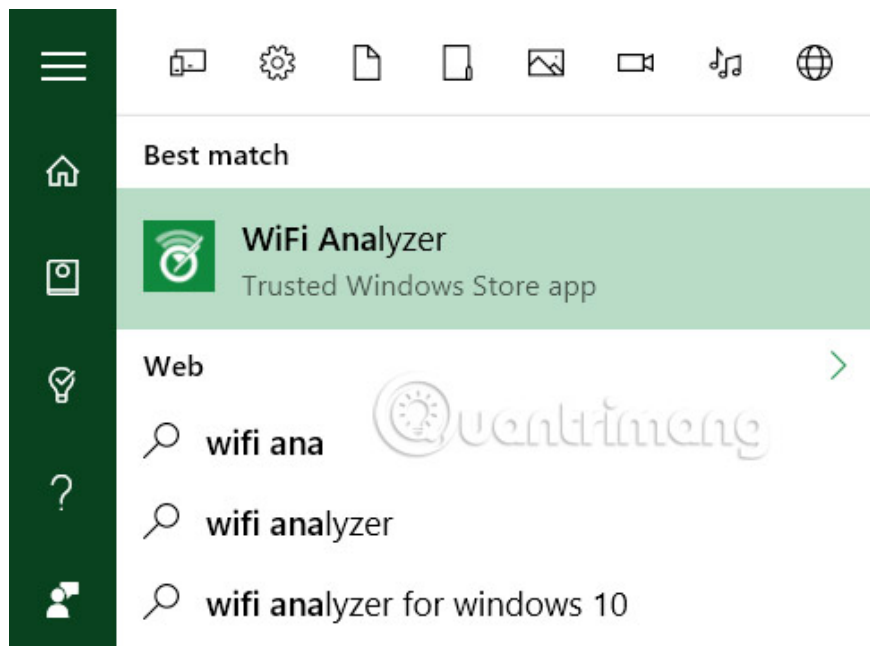 Best match
WiFi Analyzer
Trusted Windows Store app
Web
Quantrimang
wifi ana
wifi analyzer
wifi analyzer for windows 10